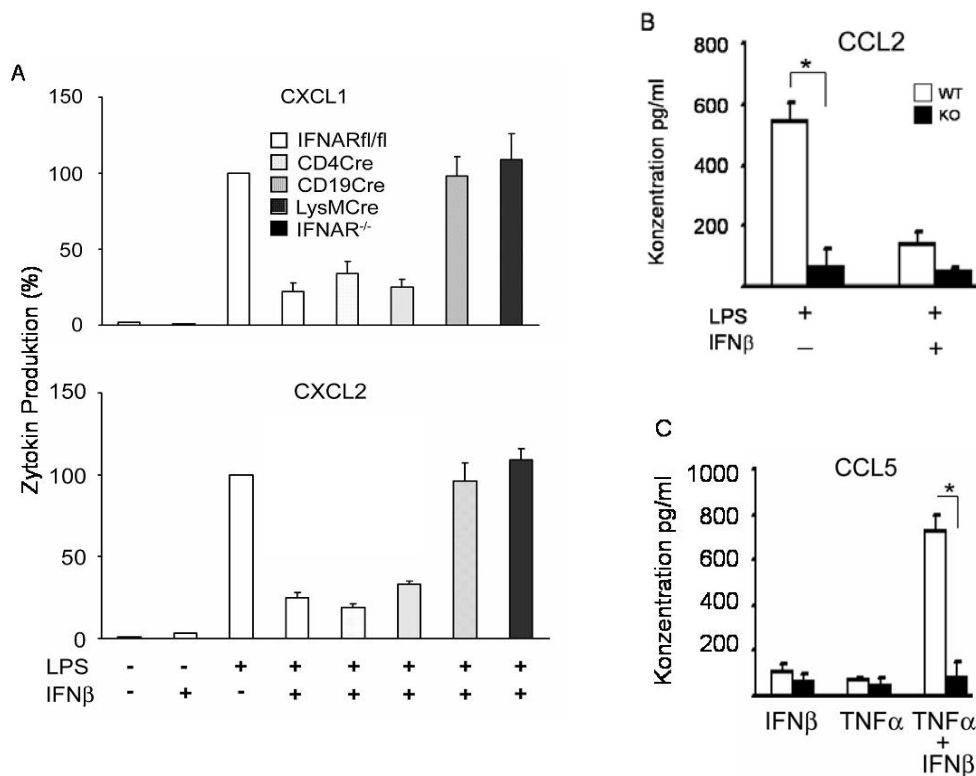 A
CXCL1
Zytokin Produktion (%)
150
100
50
0
IFNARfl/fl
CD4Cre
CD19Cre
LysMCre
IFNAR-/-
CXCL2
150
100
50
0
LPS - - + + + + + +
IFNβ - + - + + + + +
B
CCL2
Konzentration pg/ml
800
600
400
200
*
WT
KO
LPS + +
IFNβ − +
C
CCL5
Konzentration pg/ml
1000
800
600
400
200
*
IFNβ TNFα TNFα
+
IFNβ